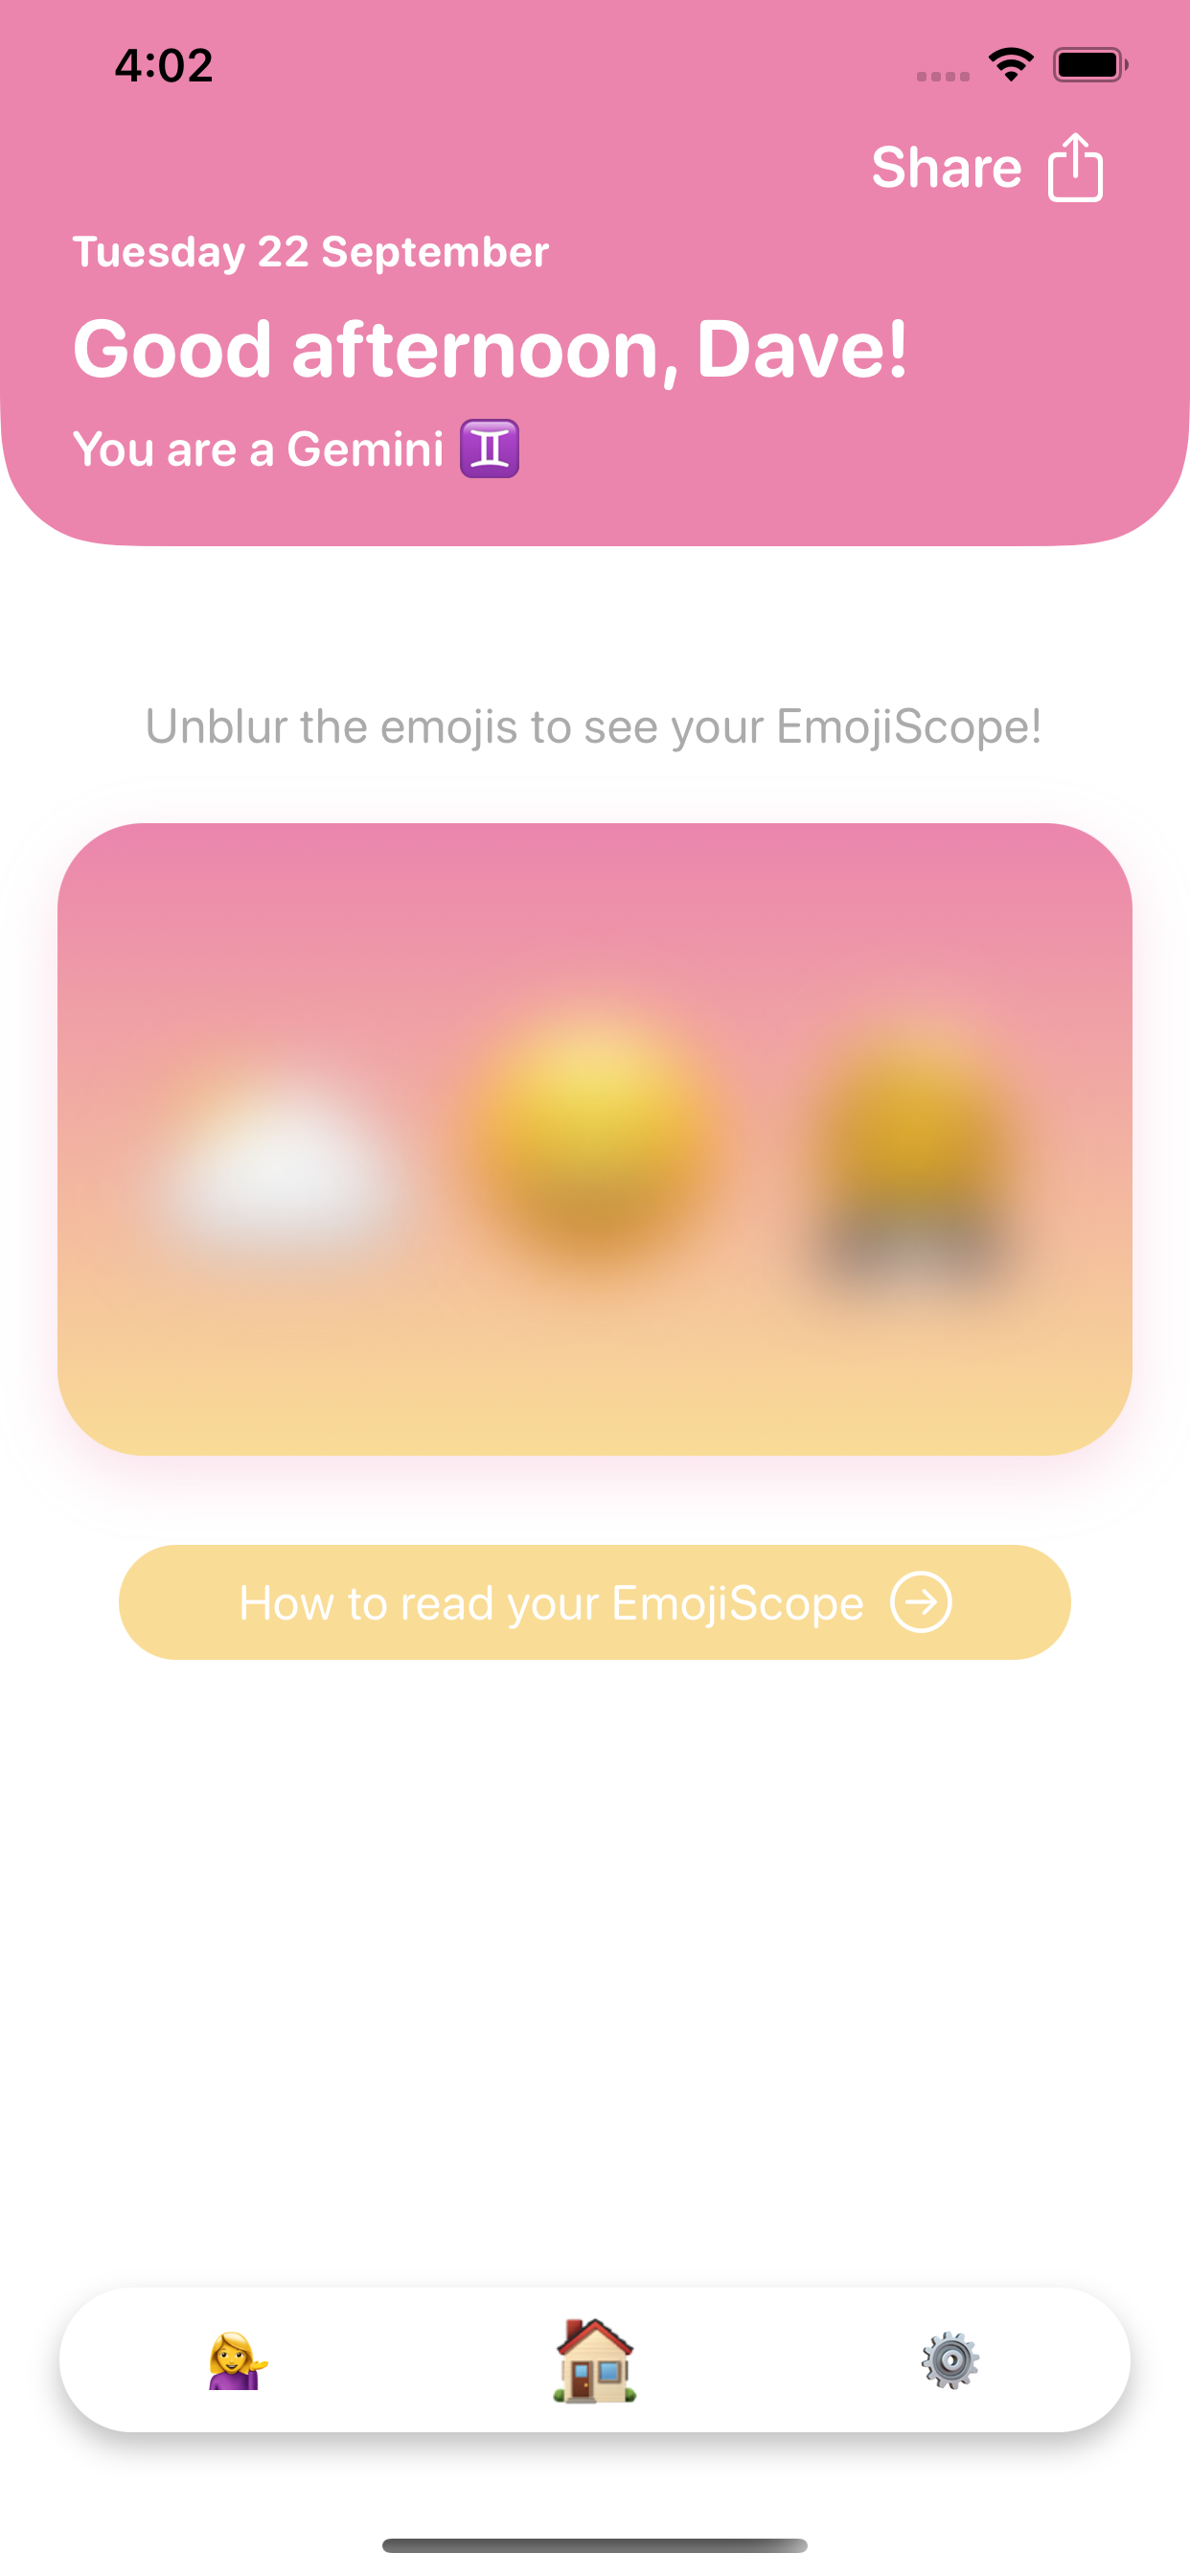 4:02
Share
Tuesday 22 September
Good afternoon, Dave!
You are a Gemini ♊
Unblur the emojis to see your EmojiScope!
How to read your EmojiScope